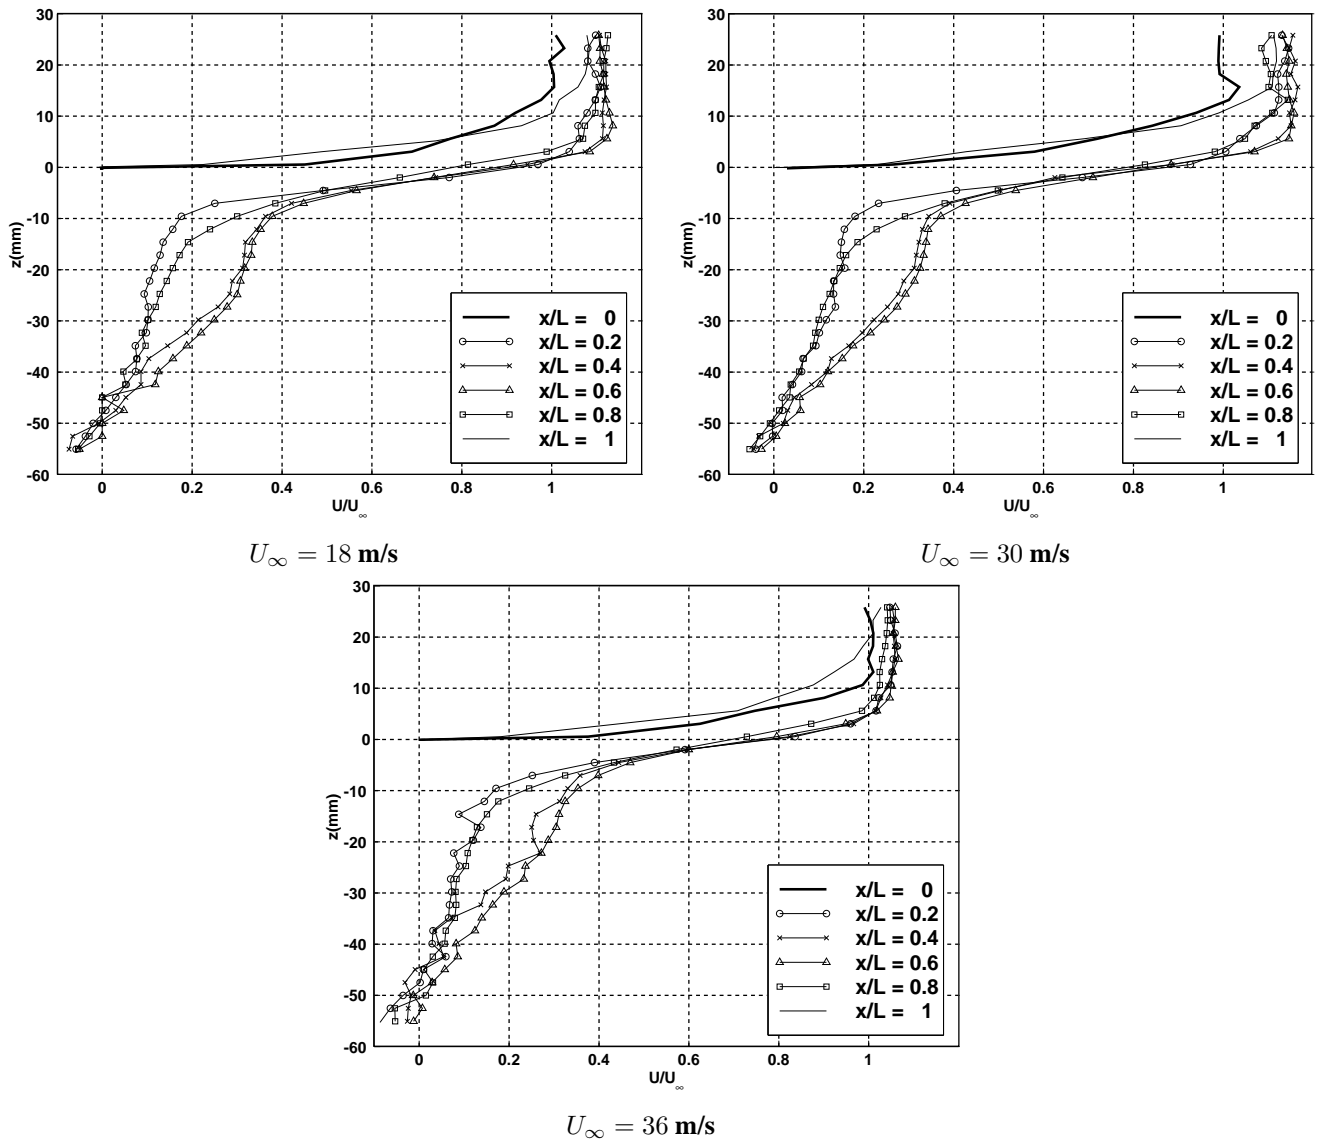 30
20
10
0
-10
-20
-30
-40
-50
-60
z(mm)
0 0.2 0.4 0.6 0.8 1
U/U∞
x/L = 0
x/L = 0.2
x/L = 0.4
x/L = 0.6
x/L = 0.8
x/L = 1
U∞ = 18 m/s
30
20
10
0
-10
-20
-30
-40
-50
-60
z(mm)
0 0.2 0.4 0.6 0.8 1
U/U∞
x/L = 0
x/L = 0.2
x/L = 0.4
x/L = 0.6
x/L = 0.8
x/L = 1
U∞ = 30 m/s
30
20
10
0
-10
-20
-30
-40
-50
-60
z(mm)
0 0.2 0.4 0.6 0.8 1
U/U∞
x/L = 0
x/L = 0.2
x/L = 0.4
x/L = 0.6
x/L = 0.8
x/L = 1
U∞ = 36 m/s